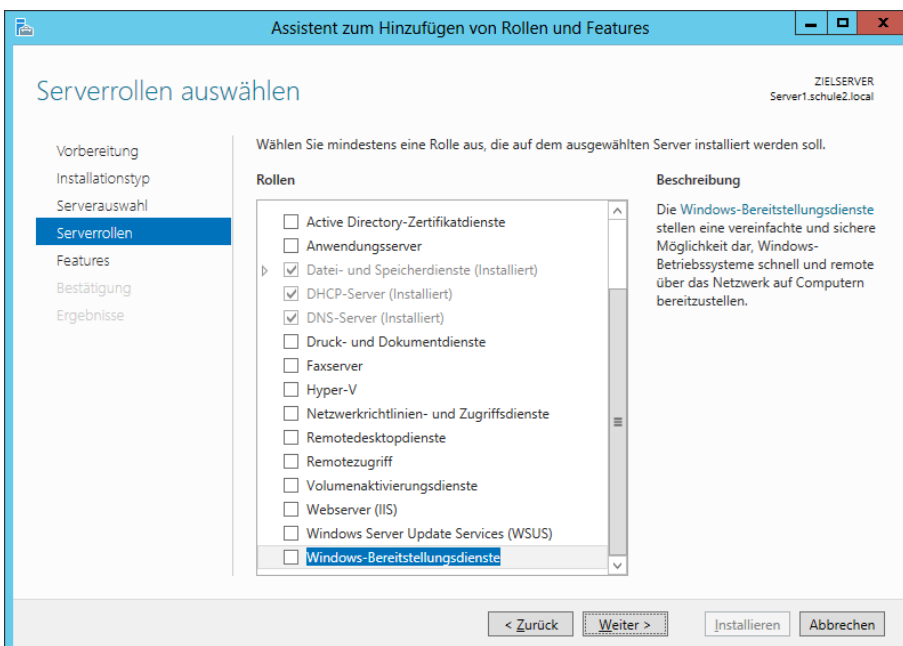 Assistent zum Hinzufügen von Rollen und Features
Serverrollen auswählen
ZIELSERVER
Server1.schule2.local
Vorbereitung
Installationstyp
Serverauswahl
Serverrollen
Features
Bestätigung
Ergebnisse
Wählen Sie mindestens eine Rolle aus, die auf dem ausgewählten Server installiert werden soll.
Rollen
Active Directory-Zertifikatdienste
Anwendungsserver
Datei- und Speicherdienste (Installiert)
DHCP-Server (Installiert)
DNS-Server (Installiert)
Druck- und Dokumentdienste
Faxserver
Hyper-V
Netzwerkrichtlinien- und Zugriffsdienste
Remotedesktopdienste
Remotezugriff
Volumenaktivierungsdienste
Webserver (IIS)
Windows Server Update Services (WSUS)
Windows-Bereitstellungsdienste
Beschreibung
Die Windows-Bereitstellungsdienste
stellen eine vereinfachte und sichere
Möglichkeit dar, Windows-
Betriebssysteme schnell und remote
über das Netzwerk auf Computern
bereitzustellen.
< Zurück
Weiter >
Installieren
Abbrechen